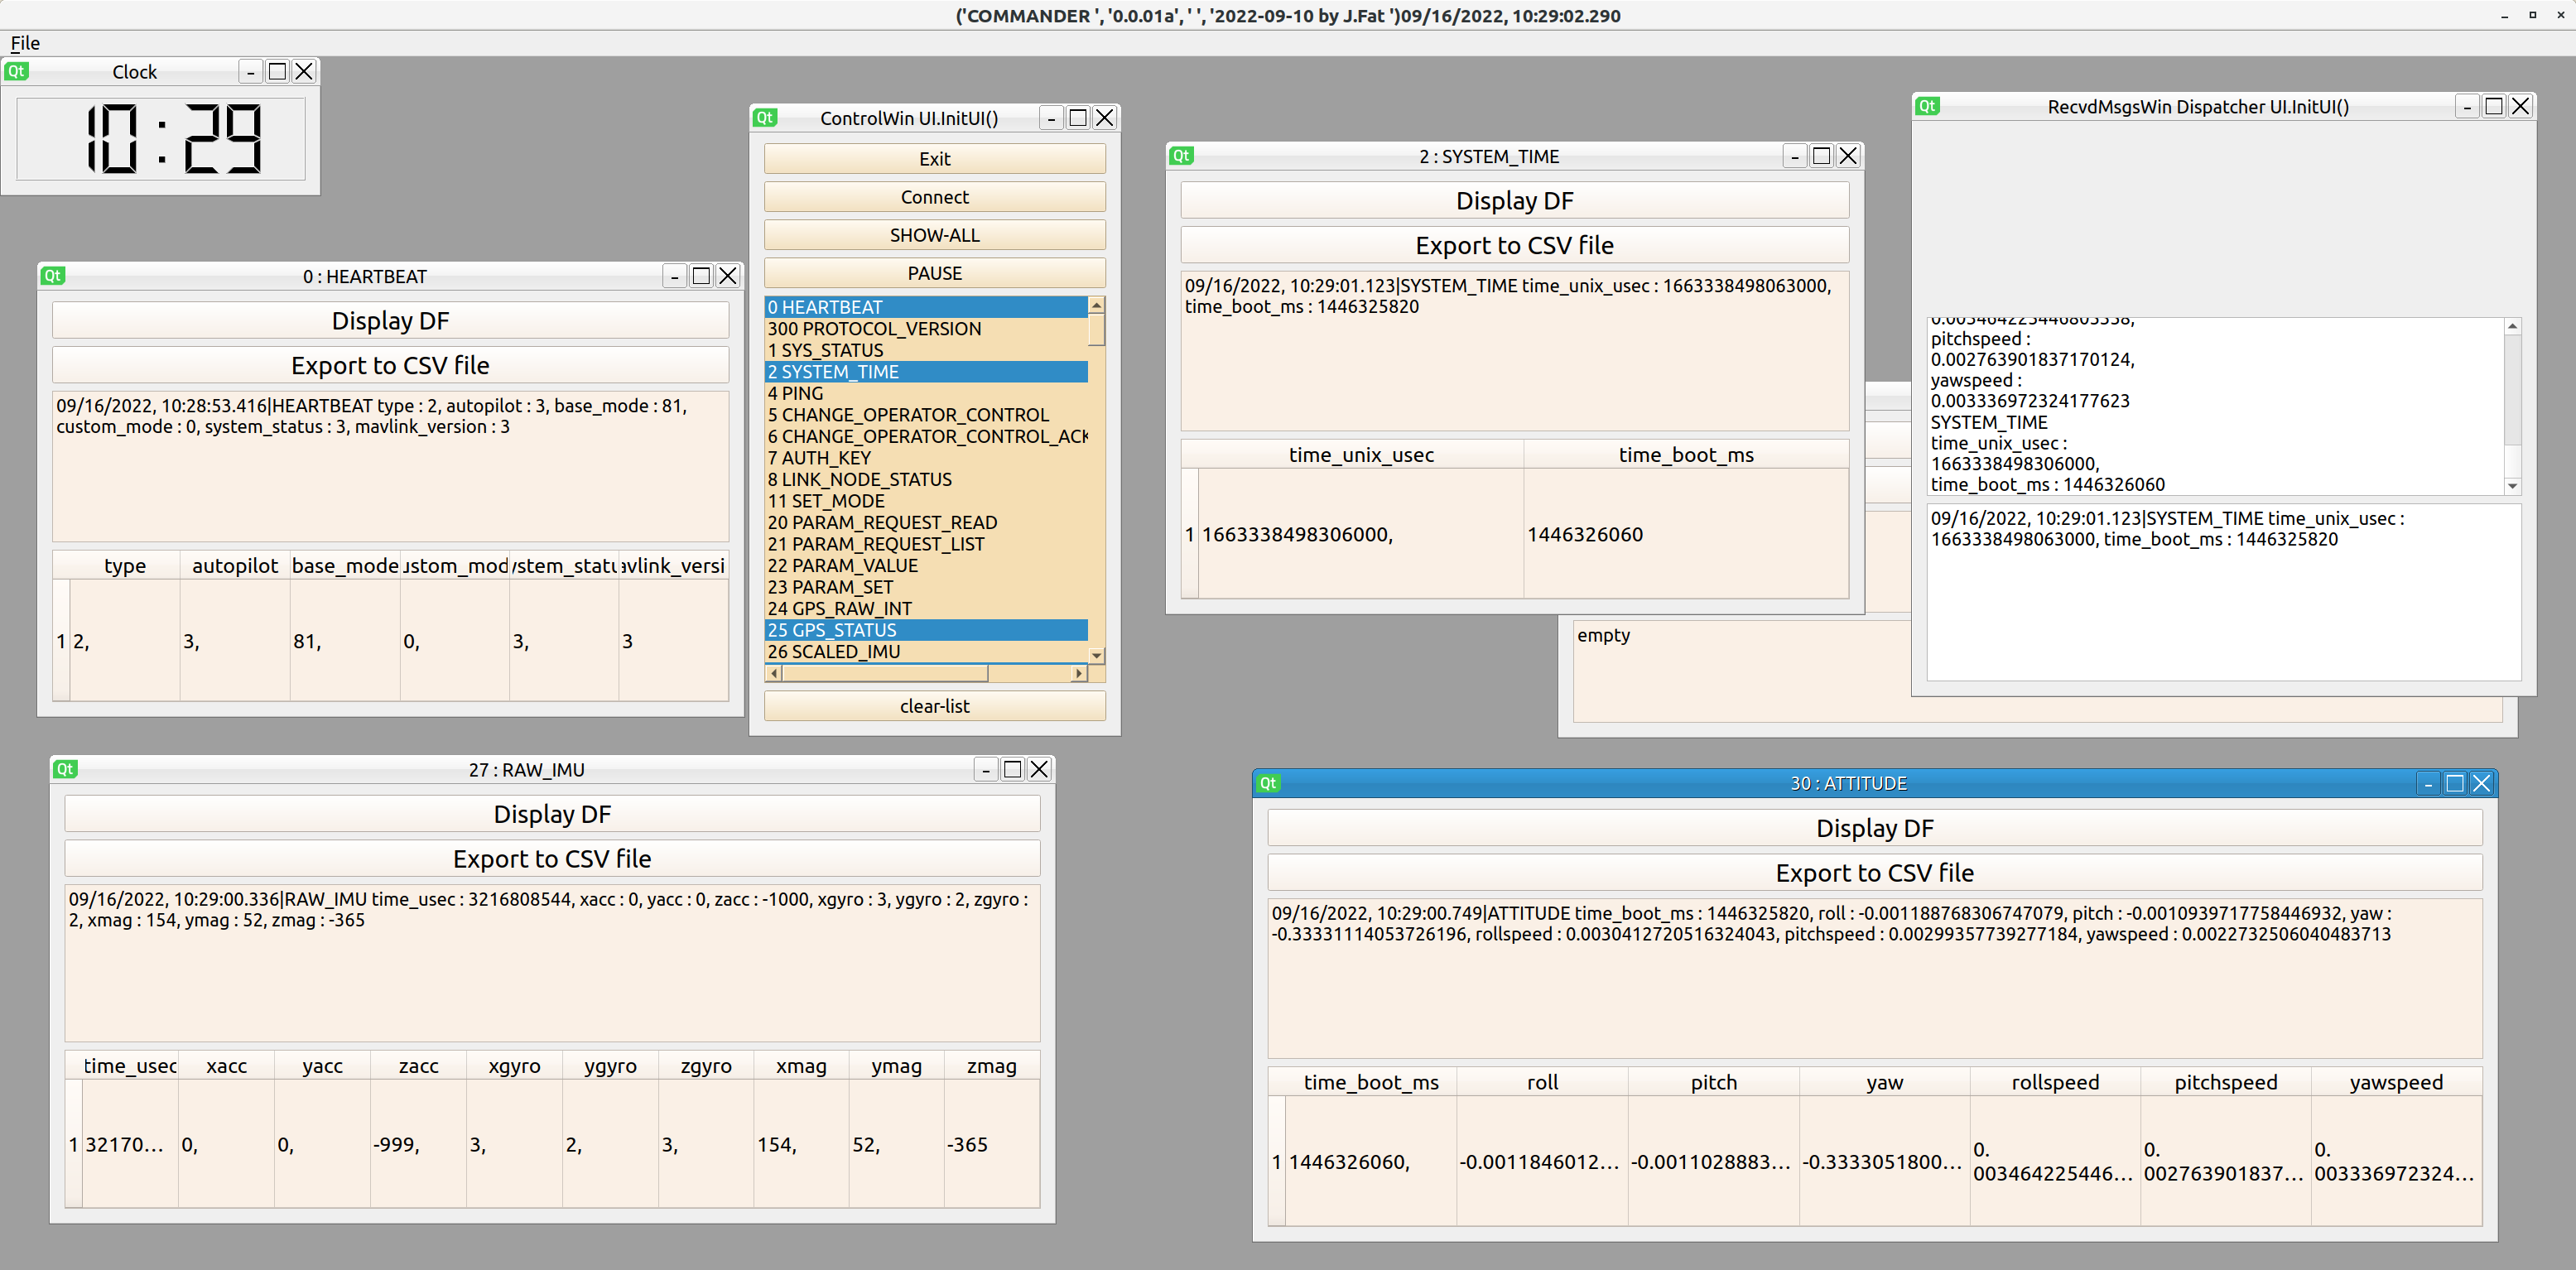 ('COMMANDER ', '0.0.01a', ' ', '2022-09-10 by J.Fat ')09/16/2022, 10:29:02.290
File
Qt Clock
10:29
Qt 0 : HEARTBEAT
Display DF
Export to CSV file
09/16/2022, 10:28:53.416|HEARTBEAT type : 2, autopilot : 3, base_mode : 81,
custom_mode : 0, system_status : 3, mavlink_version : 3
type autopilot base_mode ustom_mod ystem_statu avlink_versi
1 2, 3, 81, 0, 3, 3
Qt ControlWin UI.InitUI()
Exit
Connect
SHOW-ALL
PAUSE
0 HEARTBEAT
300 PROTOCOL_VERSION
1 SYS_STATUS
2 SYSTEM_TIME
4 PING
5 CHANGE_OPERATOR_CONTROL
6 CHANGE_OPERATOR_CONTROL_ACK
7 AUTH_KEY
8 LINK_NODE_STATUS
11 SET_MODE
20 PARAM_REQUEST_READ
21 PARAM_REQUEST_LIST
22 PARAM_VALUE
23 PARAM_SET
24 GPS_RAW_INT
25 GPS_STATUS
26 SCALED_IMU
clear-list
Qt 2 : SYSTEM_TIME
Display DF
Export to CSV file
09/16/2022, 10:29:01.123|SYSTEM_TIME time_unix_usec : 1663338498063000,
time_boot_ms : 1446325820
time_unix_usec time_boot_ms
1 1663338498306000, 1446326060
empty
Qt RecvdMsgsWin Dispatcher UI.InitUI()
0.003464225446805338,
pitchspeed :
0.002763901837170124,
yawspeed :
0.003336972324177623
SYSTEM_TIME
time_unix_usec :
1663338498306000,
time_boot_ms : 1446326060
09/16/2022, 10:29:01.123|SYSTEM_TIME time_unix_usec :
1663338498063000, time_boot_ms : 1446325820
Qt 27 : RAW_IMU
Display DF
Export to CSV file
09/16/2022, 10:29:00.336|RAW_IMU time_usec : 3216808544, xacc : 0, yacc : 0, zacc : -1000, xgyro : 3, ygyro : 2, zgyro :
2, xmag : 154, ymag : 52, zmag : -365
time_usec xacc yacc zacc xgyro ygyro zgyro xmag ymag zmag
1 32170... 0, 0, -999, 3, 2, 3, 154, 52, -365
Qt 30 : ATTITUDE
Display DF
Export to CSV file
09/16/2022, 10:29:00.749|ATTITUDE time_boot_ms : 1446325820, roll : -0.001188768306747079, pitch : -0.0010939717758446932, yaw :
-0.33331114053726196, rollspeed : 0.0030412720516324043, pitchspeed : 0.00299357739277184, yawspeed : 0.0022732506040483713
time_boot_ms roll pitch yaw rollspeed pitchspeed yawspeed
1 1446326060, -0.0011846012... -0.0011028883... -0.3333051800... 0. 0. 0.
003464225446... 002763901837... 003336972324...